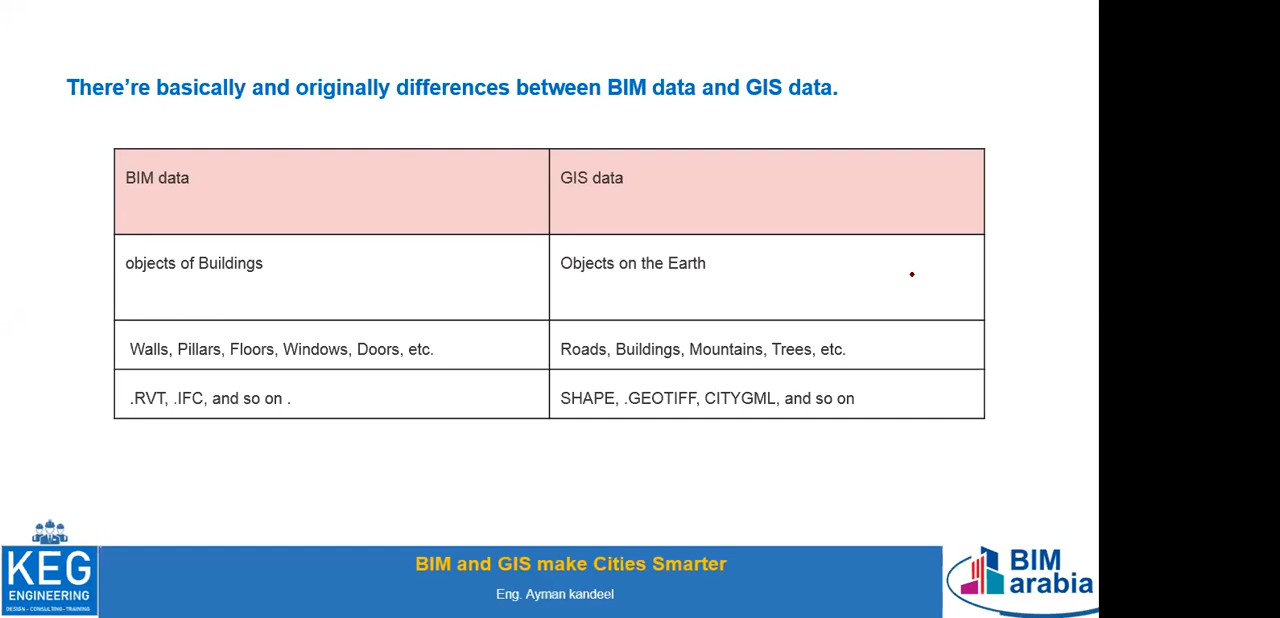 There’re basically and originally differences between BIM data and GIS data.
BIM data
GIS data
objects of Buildings
Objects on the Earth
Walls, Pillars, Floors, Windows, Doors, etc.
Roads, Buildings, Mountains, Trees, etc.
.RVT, .IFC, and so on .
SHAPE, .GEOTIFF, CITYGML, and so on
KEG
ENGINEERING
DESIGN - CONSULTING - TRAINING
BIM and GIS make Cities Smarter
Eng. Ayman kandeel
BIM
arabia